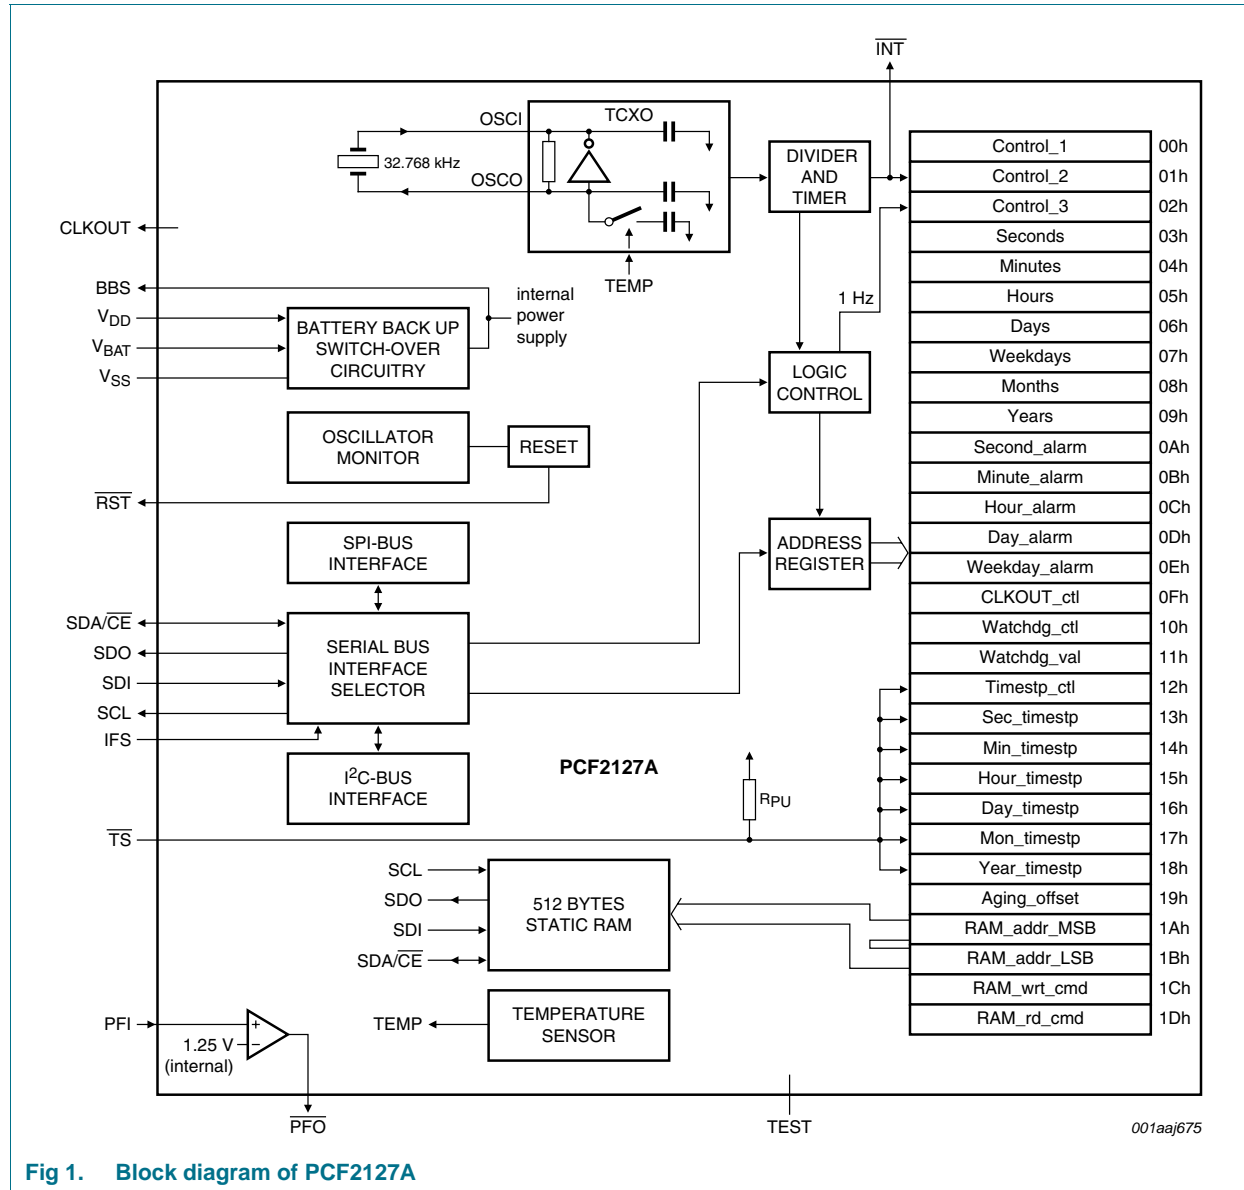 INT
OSCI
TCXO
32.768 kHz
OSCO
TEMP
DIVIDER
AND
TIMER
CLKOUT
BBS
VDD
VBAT
VSS
BATTERY BACK UP
SWITCH-OVER
CIRCUITRY
internal
power
supply
1 Hz
LOGIC
CONTROL
OSCILLATOR
MONITOR
RESET
RST
SPI-BUS
INTERFACE
ADDRESS
REGISTER
SDA/CE
SDO
SDI
SCL
IFS
SERIAL BUS
INTERFACE
SELECTOR
I2C-BUS
INTERFACE
PCF2127A
RPU
TS
SCL
SDO
SDI
SDA/CE
512 BYTES
STATIC RAM
PFI
1.25 V
(internal)
+
−
PFO
TEMP
TEMPERATURE
SENSOR
TEST
Control_1 00h
Control_2 01h
Control_3 02h
Seconds 03h
Minutes 04h
Hours 05h
Days 06h
Weekdays 07h
Months 08h
Years 09h
Second_alarm 0Ah
Minute_alarm 0Bh
Hour_alarm 0Ch
Day_alarm 0Dh
Weekday_alarm 0Eh
CLKOUT_ctl 0Fh
Watchdg_ctl 10h
Watchdg_val 11h
Timestp_ctl 12h
Sec_timestp 13h
Min_timestp 14h
Hour_timestp 15h
Day_timestp 16h
Mon_timestp 17h
Year_timestp 18h
Aging_offset 19h
RAM_addr_MSB 1Ah
RAM_addr_LSB 1Bh
RAM_wrt_cmd 1Ch
RAM_rd_cmd 1Dh
001aaj675
Fig 1. Block diagram of PCF2127A